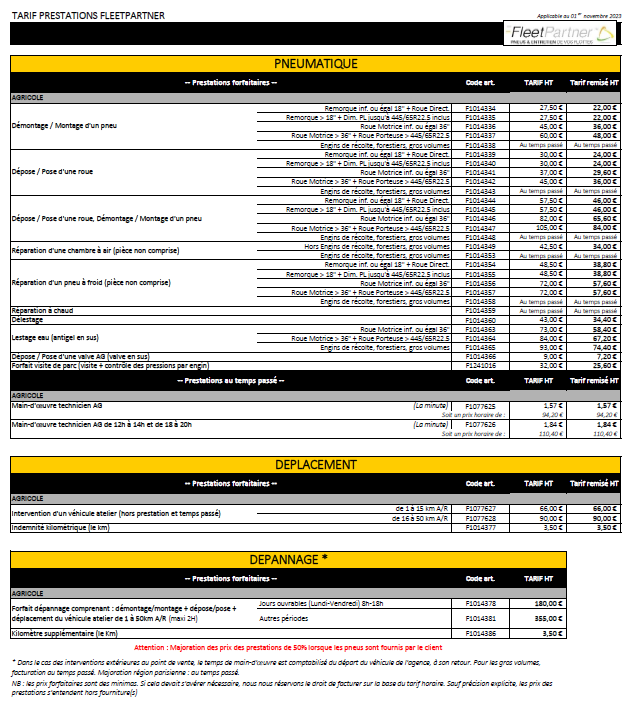 TARIF PRESTATIONS FLEETPARTNER
Applicable au 01er novembre 2023
FleetPartner
PNEUS & ENTRETIEN DE VOS FLOTTES
PNEUMATIQUE
-- Prestations forfaitaires -- Code art. TARIF HT Tarif remisé HT
AGRICOLE
Démontage / Montage d'un pneu
Remorque inf. ou égal 18" + Roue Direct. F1014334 27,50 € 22,00 €
Remorque > 18" + Dim. PL jusqu'à 445/65R22.5 inclus F1014335 27,50 € 22,00 €
Roue Motrice inf. ou égal 36" F1014336 45,00 € 36,00 €
Roue Motrice > 36" + Roue Porteuse > 445/65R22.5 F1014337 60,00 € 48,00 €
Engins de récolte, forestiers, gros volumes F1014338 Au temps passé Au temps passé
Dépose / Pose d'une roue
Remorque inf. ou égal 18" + Roue Direct. F1014339 30,00 € 24,00 €
Remorque > 18" + Dim. PL jusqu'à 445/65R22.5 inclus F1014340 30,00 € 24,00 €
Roue Motrice inf. ou égal 36" F1014341 37,00 € 29,60 €
Roue Motrice > 36" + Roue Porteuse > 445/65R22.5 F1014342 45,00 € 36,00 €
Engins de récolte, forestiers, gros volumes F1014343 Au temps passé Au temps passé
Dépose / Pose d'une roue, Démontage / Montage d'un pneu
Remorque inf. ou égal 18" + Roue Direct. F1014344 57,50 € 46,00 €
Remorque > 18" + Dim. PL jusqu'à 445/65R22.5 inclus F1014345 57,50 € 46,00 €
Roue Motrice inf. ou égal 36" F1014346 82,00 € 65,60 €
Roue Motrice > 36" + Roue Porteuse > 445/65R22.5 F1014347 105,00 € 84,00 €
Engins de récolte, forestiers, gros volumes F1014348 Au temps passé Au temps passé
Réparation d'une chambre à air (pièce non comprise)
Hors Engins de récolte, forestiers, gros volumes F1014349 42,50 € 34,00 €
Engins de récolte, forestiers, gros volumes F1014353 Au temps passé Au temps passé
Réparation d'un pneu à froid (pièce non comprise)
Remorque inf. ou égal 18" + Roue Direct. F1014354 48,50 € 38,80 €
Remorque > 18" + Dim. PL jusqu'à 445/65R22.5 inclus F1014355 48,50 € 38,80 €
Roue Motrice inf. ou égal 36" F1014356 72,00 € 57,60 €
Roue Motrice > 36" + Roue Porteuse > 445/65R22.5 F1014357 72,00 € 57,60 €
Engins de récolte, forestiers, gros volumes F1014358 Au temps passé Au temps passé
Réparation à chaud F1014359 Au temps passé Au temps passé
Délestage F1014360 43,00 € 34,40 €
Lestage eau (antigel en sus)
Roue Motrice inf. ou égal 36" F1014363 73,00 € 58,40 €
Roue Motrice > 36" + Roue Porteuse > 445/65R22.5 F1014364 84,00 € 67,20 €
Engins de récolte, forestiers, gros volumes F1014365 93,00 € 74,40 €
Dépose / Pose d'une valve AG (valve en sus) F1014366 9,00 € 7,20 €
Forfait visite de parc (visite + contrôle des pressions par engin) F1241016 32,00 € 25,60 €
-- Prestations au temps passé -- Code art. TARIF HT Tarif remisé HT
AGRICOLE
Main-d'œuvre technicien AG (La minute) F1077625 1,57 € 1,57 €
Soit un prix horaire de : 94,20 € 94,20 €
Main-d'œuvre technicien AG de 12h à 14h et de 18 à 20h (La minute) F1077626 1,84 € 1,84 €
Soit un prix horaire de : 110,40 € 110,40 €
DEPLACEMENT
-- Prestations forfaitaires -- Code art. TARIF HT Tarif remisé HT
AGRICOLE
Intervention d'un véhicule atelier (hors prestation et temps passé)
de 1 à 15 km A/R F1077627 66,00 € 66,00 €
de 16 à 50 km A/R F1077628 90,00 € 90,00 €
Indemnité kilométrique (le km) F1014377 3,50 € 3,50 €
DEPANNAGE *
-- Prestations forfaitaires -- Code art. TARIF HT
AGRICOLE
Forfait dépannage comprenant : démontage/montage + dépose/pose +
déplacement du véhicule atelier de 1 à 50km A/R (maxi 2H)
Jours ouvrables (Lundi-Vendredi) 8h-18h F1014378 180,00 €
Autres périodes F1014381 355,00 €
Kilomètre supplémentaire (le Km) F1014386 3,50 €
Attention : Majoration des prix des prestations de 50% lorsque les pneus sont fournis par le client
* Dans le cas des interventions extérieures au point de vente, le temps de main-d'œuvre est comptabilisé du départ du véhicule de l'agence, à son retour. Pour les gros volumes,
facturation au temps passé. Majoration région parisienne : au temps passé.
NB : les prix forfaitaires sont des minimas. Si cela devait s'avérer nécessaire, nous nous réservons le droit de facturer sur la base du tarif horaire. Sauf précision explicite, les prix des
prestations s'entendent hors fourniture(s)